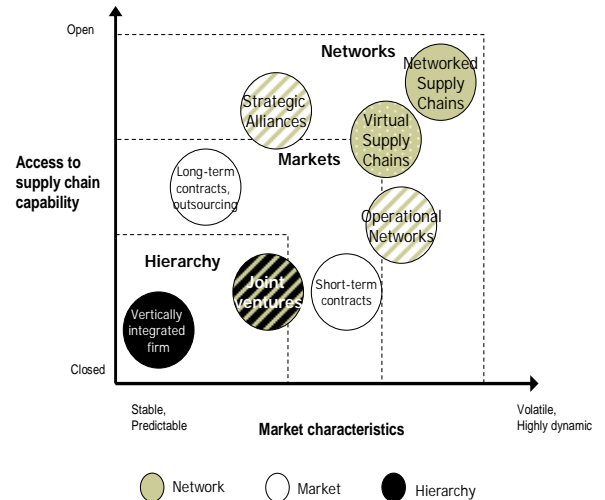 Open
Networks
Networked
Supply
Chains
Strategic
Alliances
Virtual
Supply
Chains
Markets
Access to
supply chain
capability
Long-term
contracts,
outsourcing
Operational
Networks
Hierarchy
Joint
ventures
Short-term
contracts
Vertically
integrated
firm
Closed
Stable,
Predictable
Market characteristics
Volatile,
Highly dynamic
Network
Market
Hierarchy